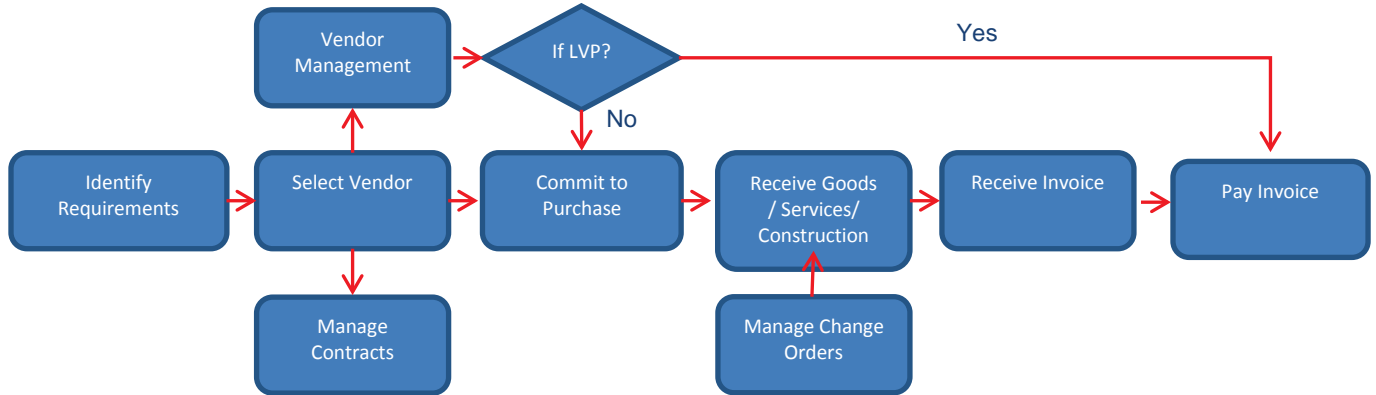 Vendor
Management
If LVP?
Yes
No
Identify
Requirements
Select Vendor
Commit to
Purchase
Receive Goods
/ Services/
Construction
Receive Invoice
Pay Invoice
Manage
Contracts
Manage Change
Orders